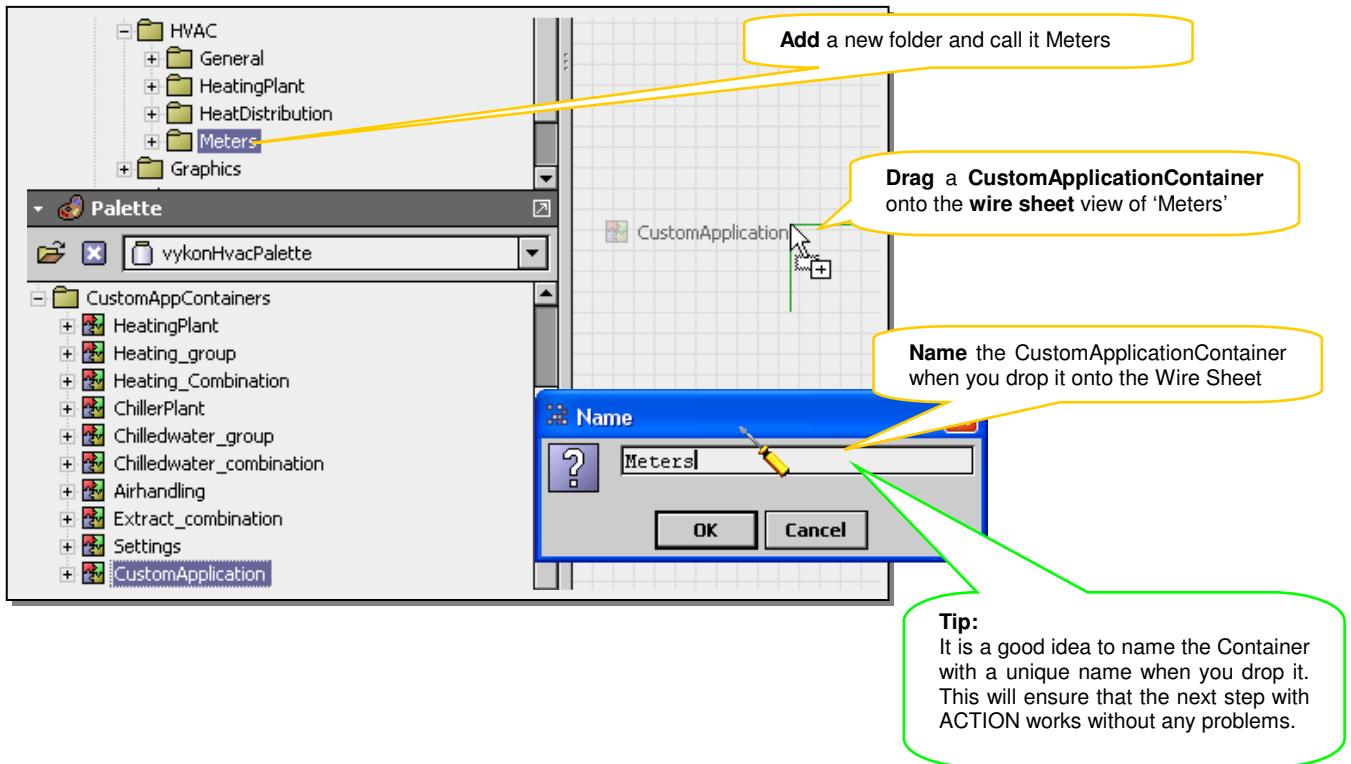 HVAC
General
HeatingPlant
HeatDistribution
Meters
Graphics
Add a new folder and call it Meters
Palette
vykonHvacPalette
CustomApplication
Drag a CustomApplicationContainer
onto the wire sheet view of ‘Meters’
CustomAppContainers
HeatingPlant
Heating_group
Heating_Combination
ChillerPlant
Chilledwater_group
Chilledwater_combination
Airhandling
Extract_combination
Settings
CustomApplication
Name the CustomApplicationContainer
when you drop it onto the Wire Sheet
Name
Meters
OK Cancel
Tip:
It is a good idea to name the Container
with a unique name when you drop it.
This will ensure that the next step with
ACTION works without any problems.